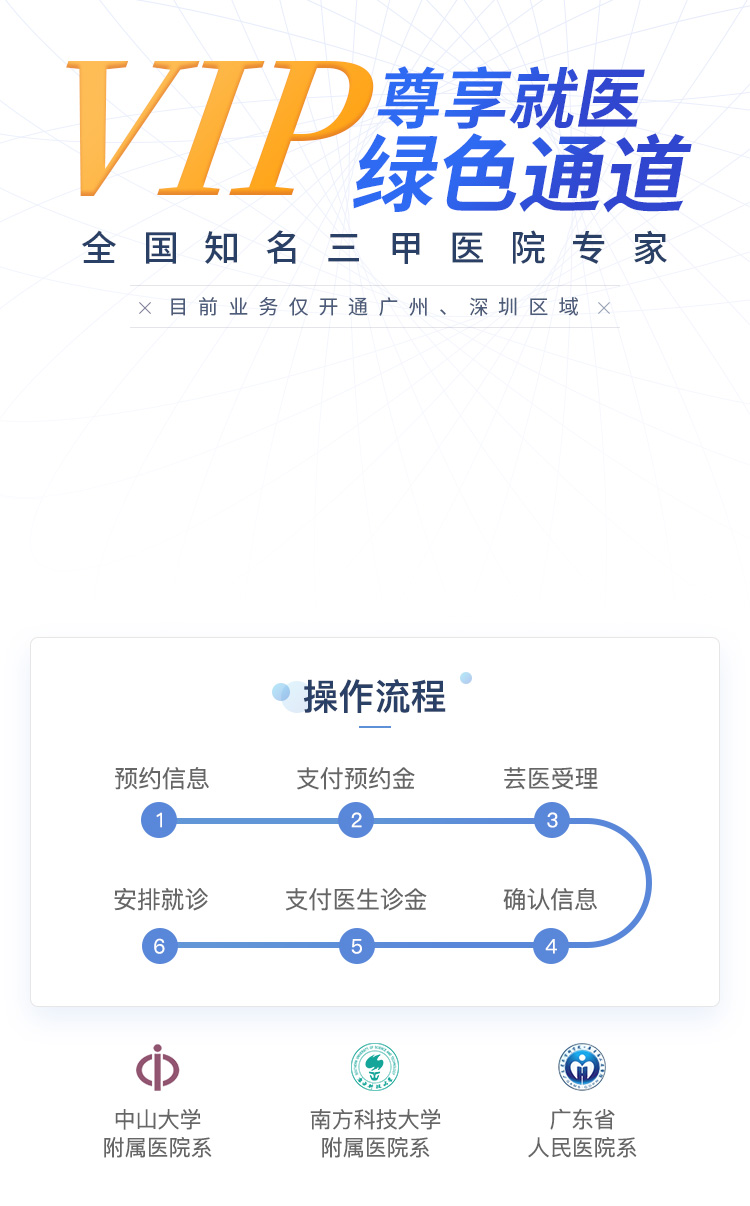 VIP 尊享就医
绿色通道
全国知名三甲医院专家
× 目前业务仅开通广州、深圳区域 ×
操作流程
预约信息 支付预约金 芸医受理
1 2 3
安排就诊 支付医生诊金 确认信息
6 5 4
中山大学 南方科技大学 广东省
附属医院系 附属医院系 人民医院系